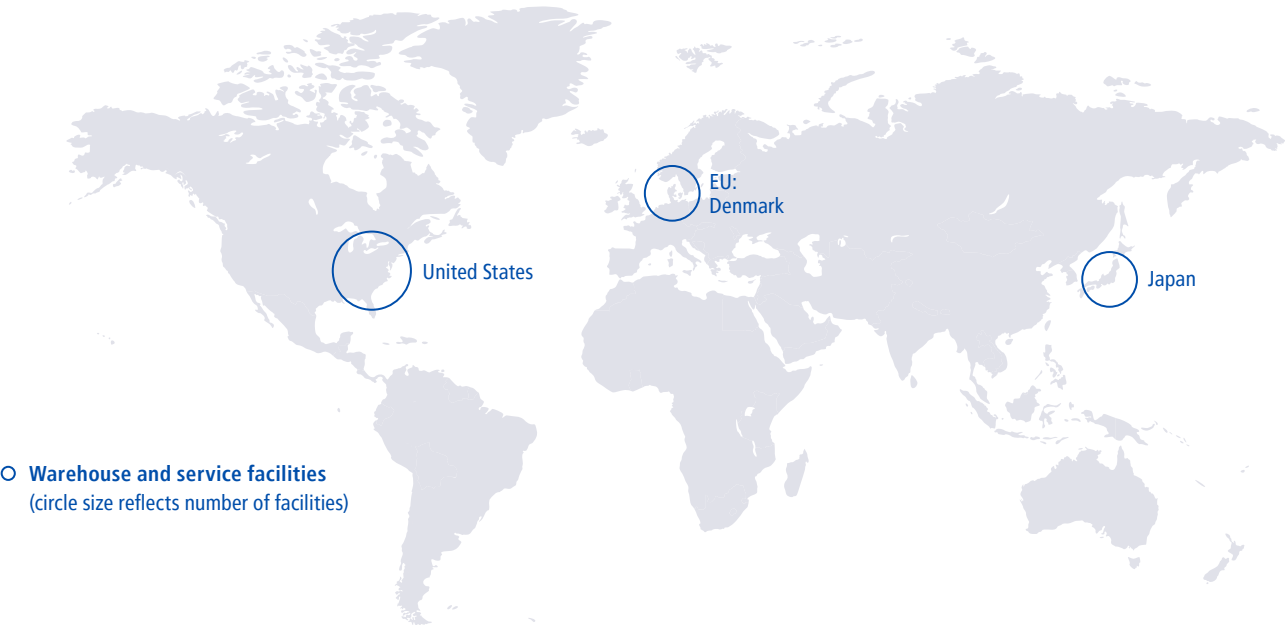 EU:
Denmark
United States
Japan
Warehouse and service facilities
(circle size reflects number of facilities)